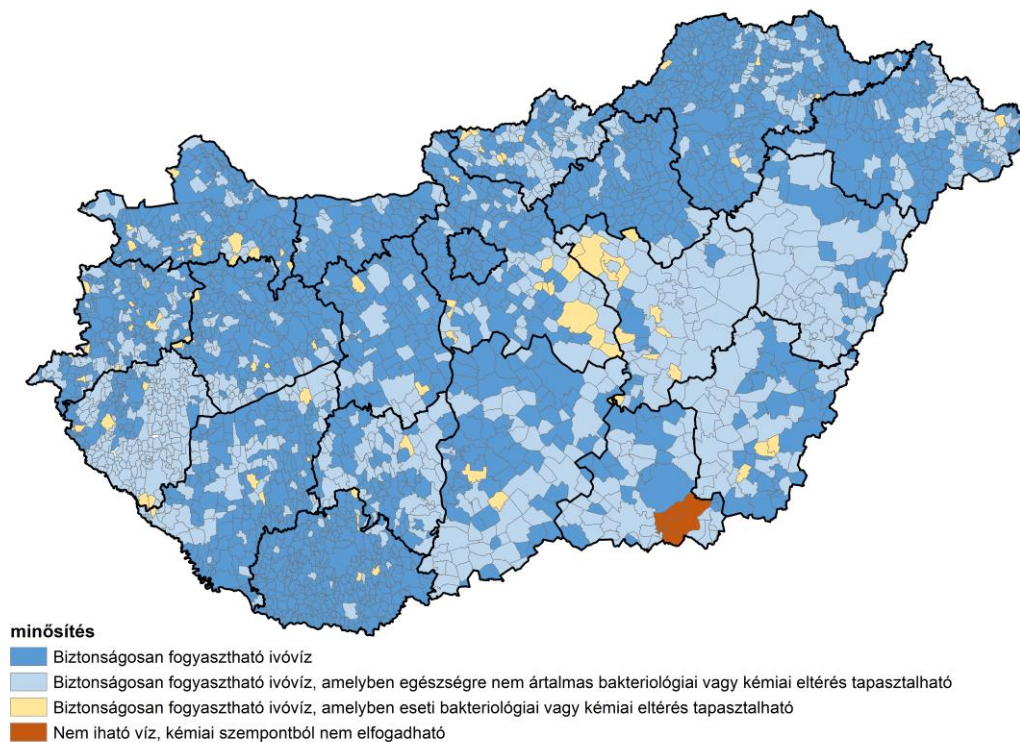 minősítés
Biztonságosan fogyasztható ivóvíz
Biztonságosan fogyasztható ivóvíz, amelyben egészségre nem ártalmas bakteriológiai vagy kémiai eltérés tapasztalható
Biztonságosan fogyasztható ivóvíz, amelyben eseti bakteriológiai vagy kémiai eltérés tapasztalható
Nem iható víz, kémiai szempontból nem elfogadható